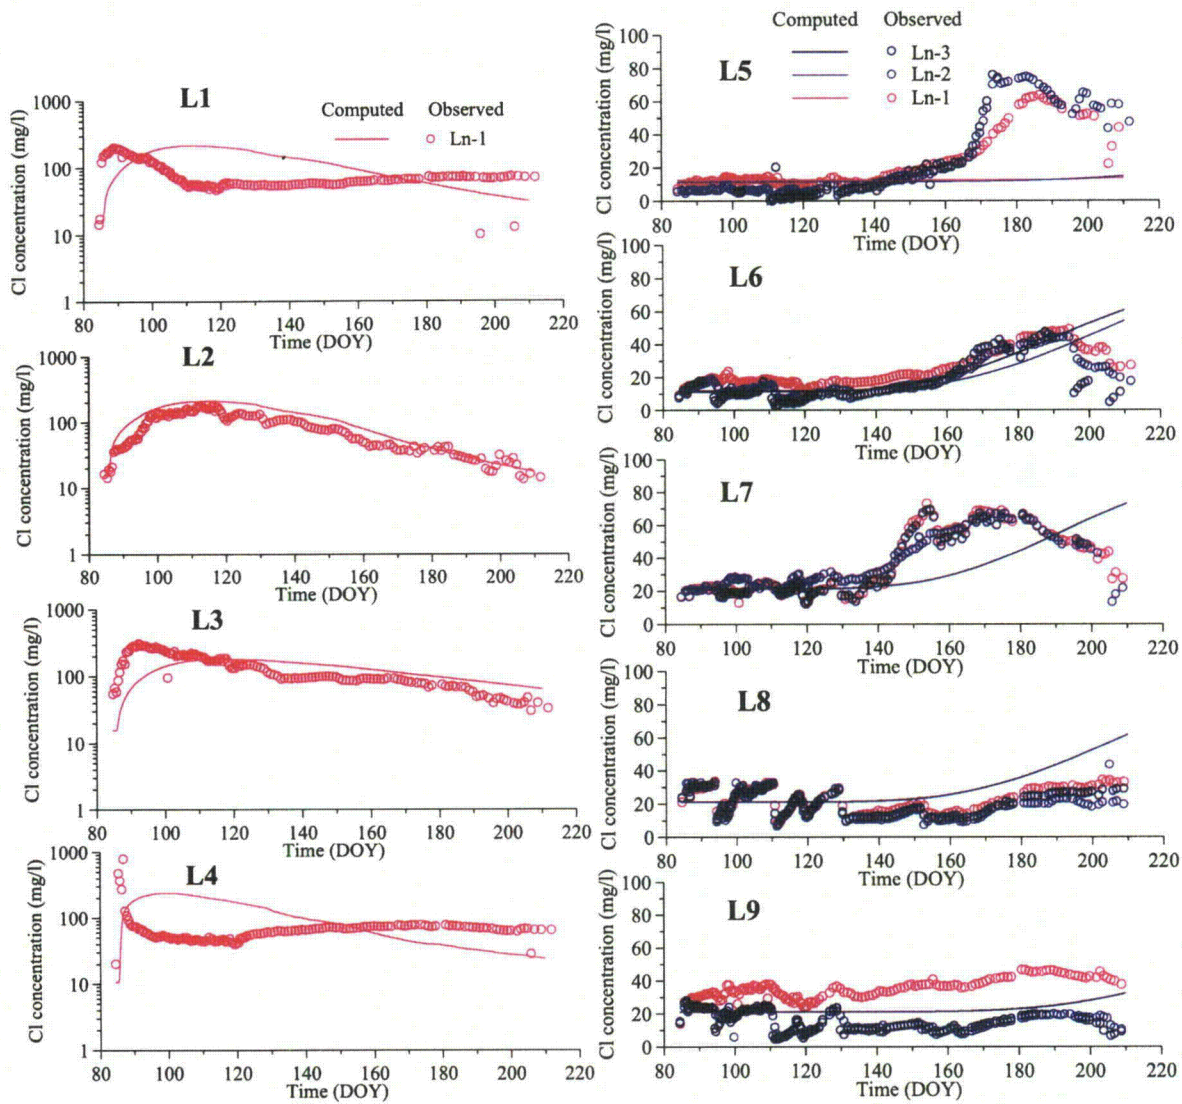 L1
Computed Observed
Ln-1
Cl concentration (mg/l)
1000
100
10
1
80 100 120 140 160 180 200 220
Time (DOY)
L2
Cl concentration (mg/l)
1000
100
10
1
80 100 120 140 160 180 200 220
Time (DOY)
L3
Cl concentration (mg/l)
1000
100
10
1
80 100 120 140 160 180 200 220
Time (DOY)
L4
Cl concentration (mg/l)
1000
100
10
1
80 100 120 140 160 180 200 220
Time (DOY)
Computed Observed
Ln-3
Ln-2
Ln-1
L5
Cl concentration (mg/l)
100
80
60
40
20
0
80 100 120 140 160 180 200 220
Time (DOY)
L6
Cl concentration (mg/l)
100
80
60
40
20
0
80 100 120 140 160 180 200 220
Time (DOY)
L7
Cl concentration (mg/l)
100
80
60
40
20
0
80 100 120 140 160 180 200 220
Time (DOY)
L8
Cl concentration (mg/l)
100
80
60
40
20
0
80 100 120 140 160 180 200 220
Time (DOY)
L9
Cl concentration (mg/l)
100
80
60
40
20
0
80 100 120 140 160 180 200 220
Time (DOY)